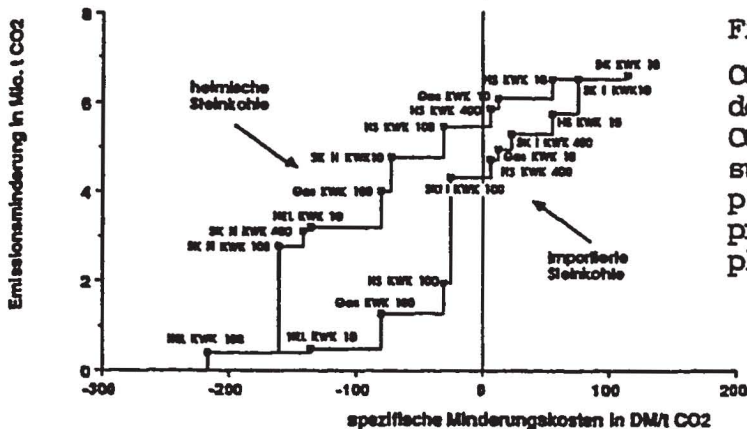 8
6
4
2
0
-300
-200
-100
0
100
200
Emissionsminderung in Mio. t CO2
spezifische Minderungskosten in DM/t CO2
heimische
Steinkohle
importierte
Steinkohle
SK KWK 10
HS KWK 10
SK I KWK10
Gas KWK 10
HS KWK 400
HS KWK 10
HS KWK 100
SK I KWK 400
Gas KWK 10
HS KWK 400
SK H KWK10
SK I KWK 100
Gas KWK 100
HEL KWK 10
SK H KWK 400
SK H KWK 100
HS KWK 100
Gas KWK 100
HEL KWK 100
HEL KWK 10